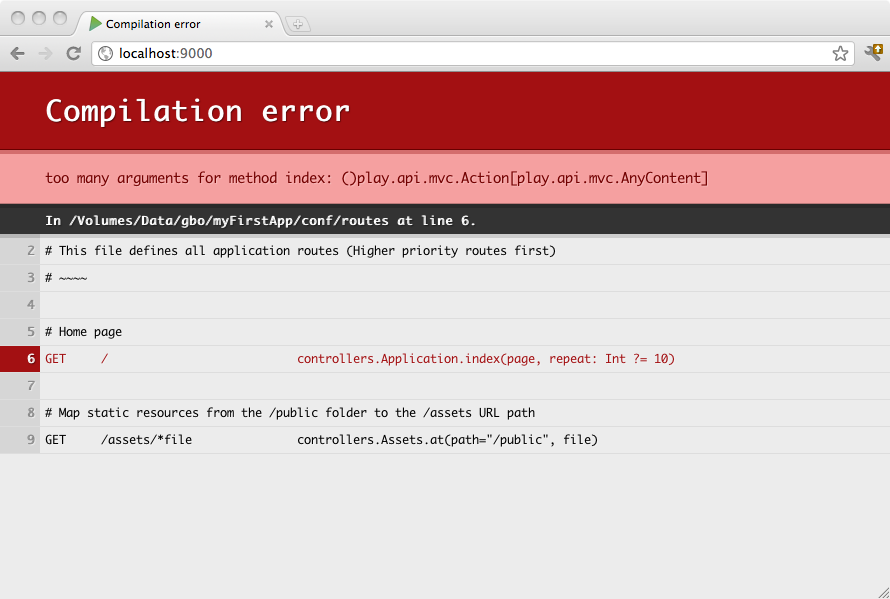 Compilation error
localhost:9000
Compilation error
too many arguments for method index: ()play.api.mvc.Action[play.api.mvc.AnyContent]
In /Volumes/Data/gbo/myFirstApp/conf/routes at line 6.
2 # This file defines all application routes (Higher priority routes first)
3 # ~~~~
4
5 # Home page
6 GET     /                           controllers.Application.index(page, repeat: Int ?= 10)
7
8 # Map static resources from the /public folder to the /assets URL path
9 GET     /assets/*file               controllers.Assets.at(path="/public", file)